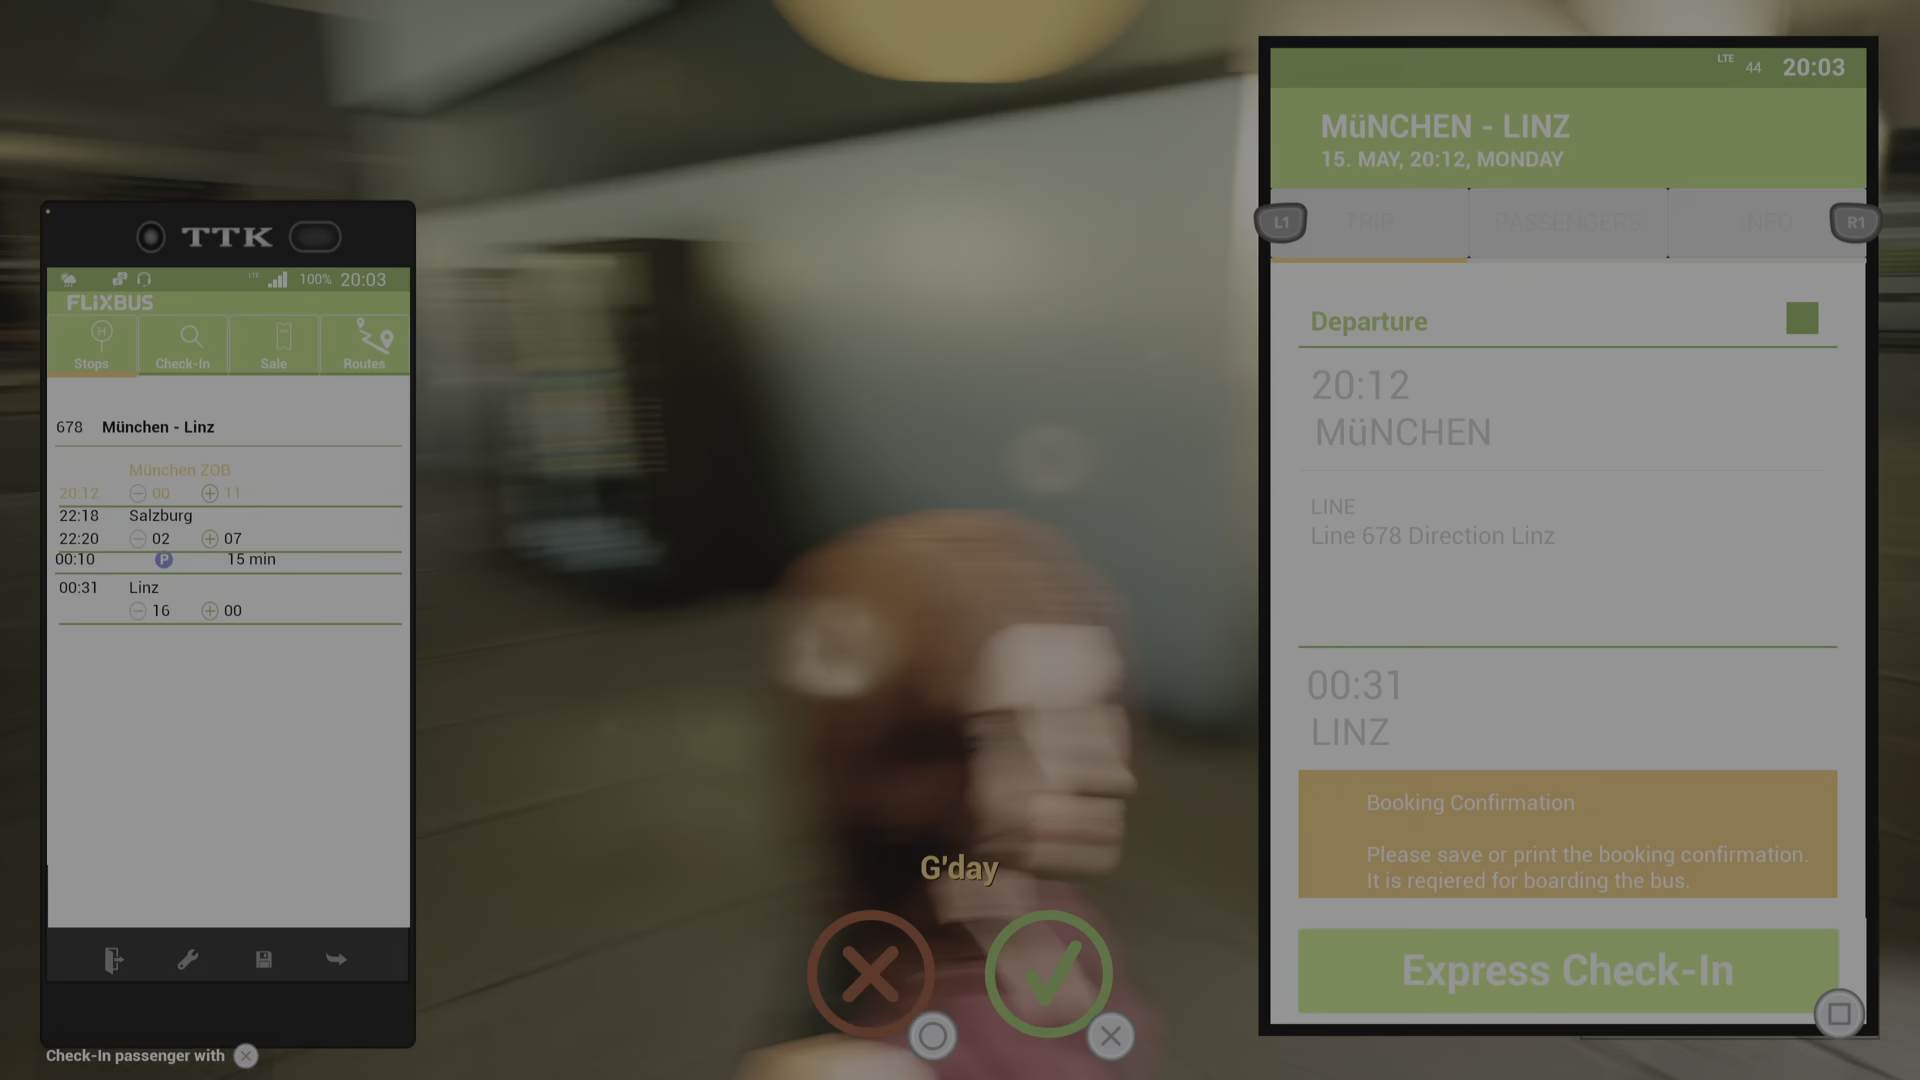 TTK
LTE 100% 20:03
FLiXBUS
Stops Check-In Sale Routes
678 München - Linz
München ZOB
20:12 00 11
22:18 Salzburg
22:20 02 07
00:10 P 15 min
00:31 Linz
16 00
Check-In passenger with
G'day
LTE 44 20:03
MüNCHEN - LINZ
15. MAY, 20:12, MONDAY
L1 TRIP PASSENGERS INFO R1
Departure
20:12
MüNCHEN
LINE
Line 678 Direction Linz
00:31
LINZ
Booking Confirmation
Please save or print the booking confirmation.
It is reqiered for boarding the bus.
Express Check-In